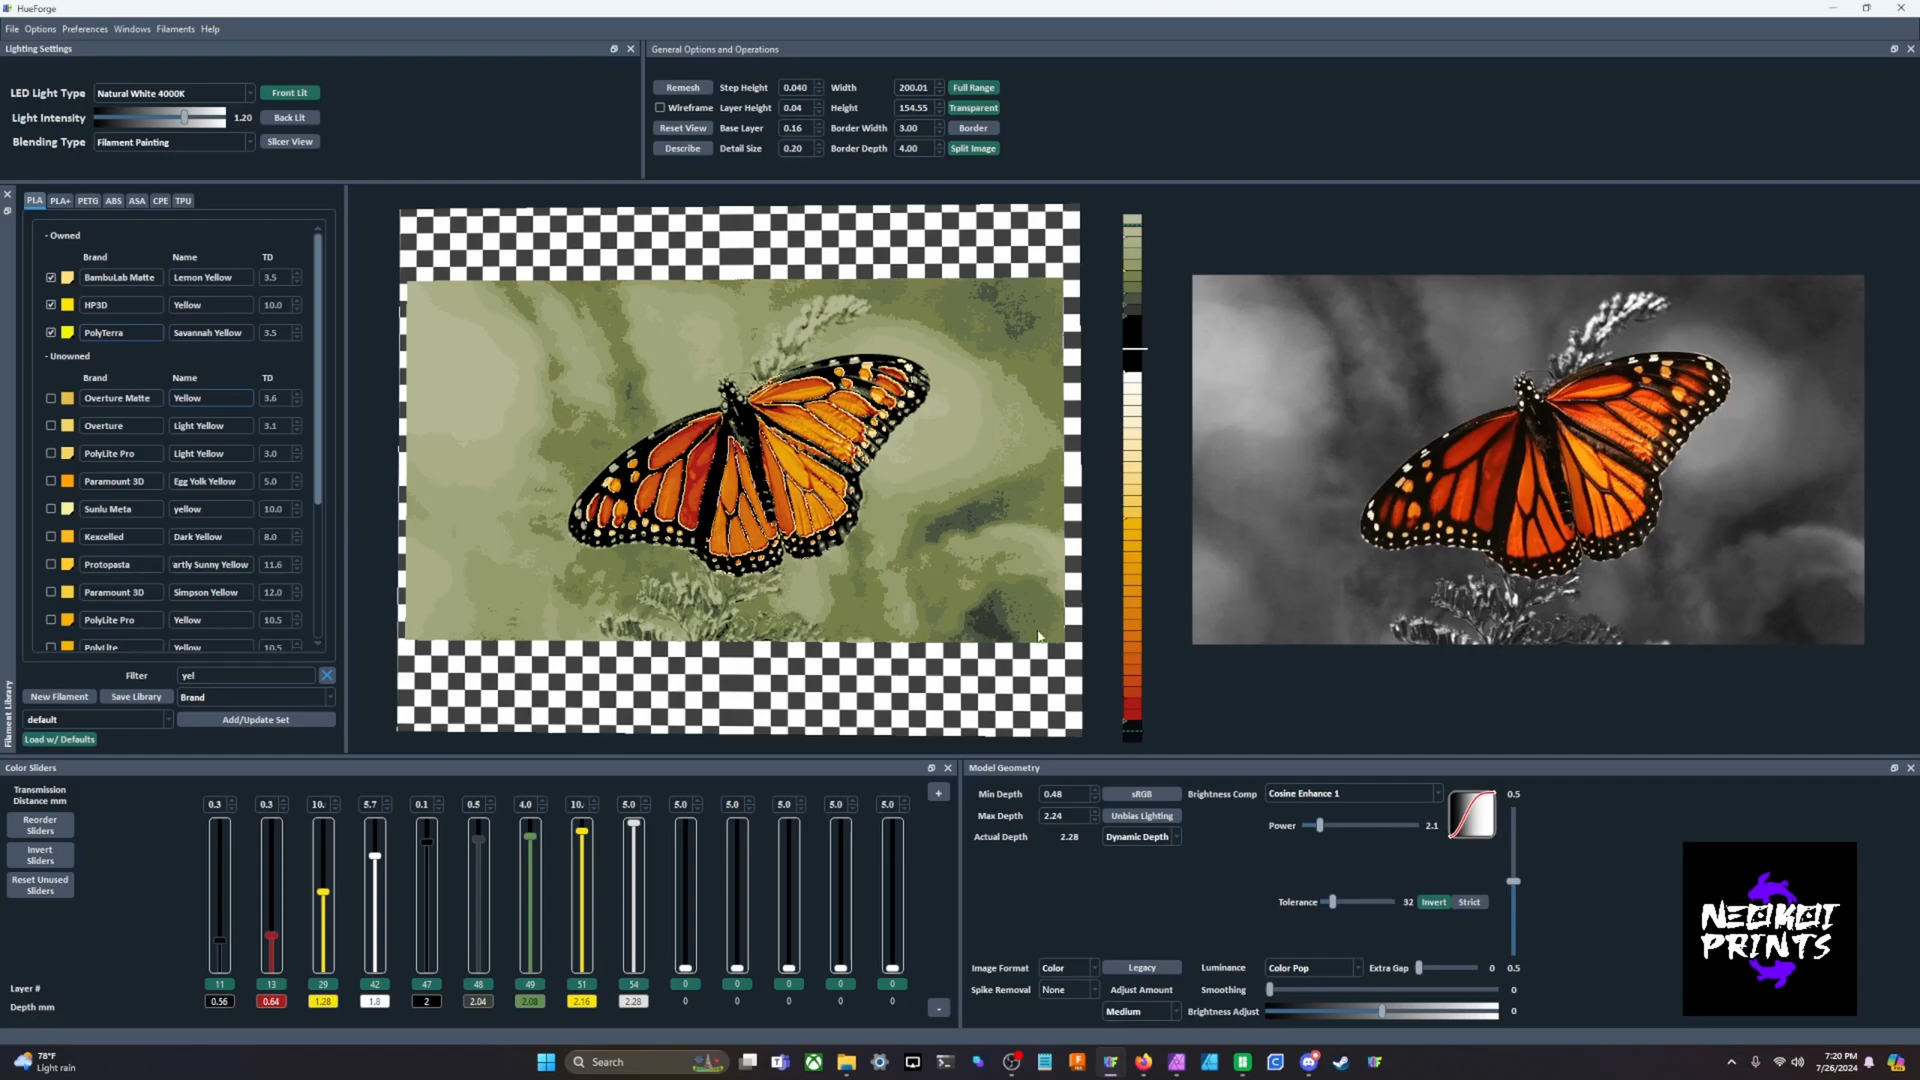 HueForge
File Options Preferences Windows Filaments Help
Lighting Settings
General Options and Operations
LED Light Type Natural White 4000K Front Lit
Light Intensity 1.20 Back Lit
Blending Type Filament Painting Slicer View
Remesh Step Height 0.040 Width 200.01 Full Range
Wireframe Layer Height 0.04 Height 154.55 Transparent
Reset View Base Layer 0.16 Border Width 3.00 Border
Describe Detail Size 0.20 Border Depth 4.00 Split Image
PLA PLA+ PETG ABS ASA CPE TPU
- Owned
Brand Name TD
BambuLab Matte Lemon Yellow 3.5
HP3D Yellow 10.0
PolyTerra Savannah Yellow 3.5
- Unowned
Brand Name TD
Overture Matte Yellow 3.6
Overture Light Yellow 3.1
PolyLite Pro Light Yellow 3.0
Paramount 3D Egg Yolk Yellow 5.0
Sunlu Meta yellow 10.0
Kexcelled Dark Yellow 8.0
Protopasta artly Sunny Yellow 11.6
Paramount 3D Simpson Yellow 12.0
PolyLite Pro Yellow 10.5
PolyLite Yellow 10.5
Filter yel
New Filament Save Library Brand
default Add/Update Set
Load w/ Defaults
Filament Library
Color Sliders
Transmission
Distance mm
0.3 0.3 10. 5.7 0.1 0.5 4.0 10. 5.0 5.0 5.0 5.0 5.0 5.0 +
Reorder
Sliders
Invert
Sliders
Reset Unused
Sliders
Layer # 11 13 29 42 47 48 49 51 54 0 0 0 0 0
Depth mm 0.56 0.64 1.28 1.8 2 2.04 2.08 2.16 2.28 0 0 0 0 0 -
Model Geometry
Min Depth 0.48 sRGB Brightness Comp Cosine Enhance 1 0.5
Max Depth 2.24 Unbias Lighting Power 2.1
Actual Depth 2.28 Dynamic Depth
Tolerance 32 Invert Strict
Image Format Color Legacy Luminance Color Pop Extra Gap 0 0.5
Spike Removal None Adjust Amount Smoothing 0
Medium Brightness Adjust 0
NEOKOI
PRINTS
78°F
Light rain
Search
7:20 PM
7/26/2024